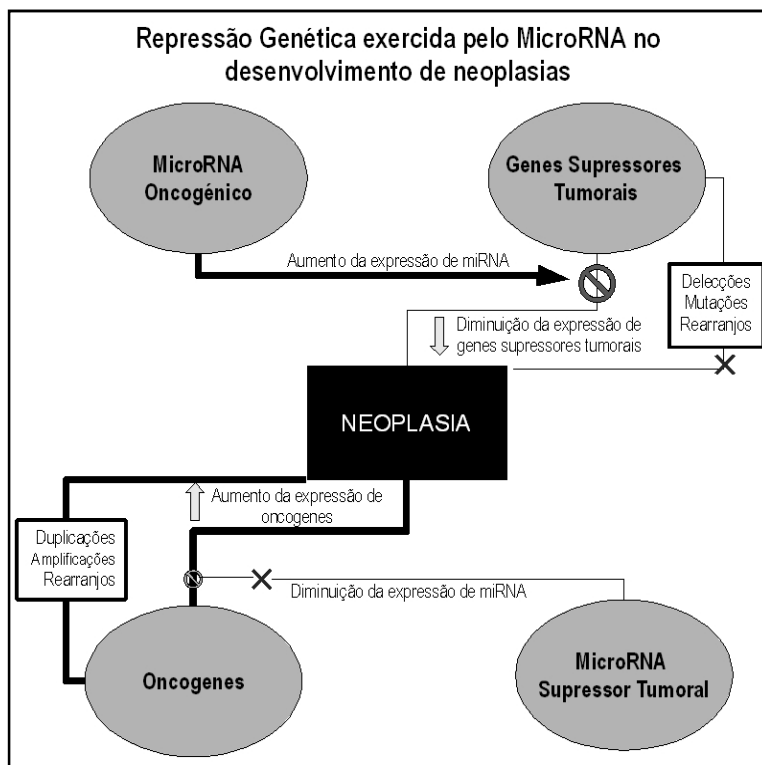 Repressão Genética exercida pelo MicroRNA no
desenvolvimento de neoplasias
MicroRNA
Oncogénico
Genes Supressores
Tumorais
Aumento da expressão de miRNA
Delecções
Mutações
Rearranjos
Diminuição da expressão de
genes supressores tumorais
NEOPLASIA
Aumento da expressão de
oncogenes
Duplicações
Amplificações
Rearranjos
Diminuição da expressão de miRNA
Oncogenes
MicroRNA
Supressor Tumoral